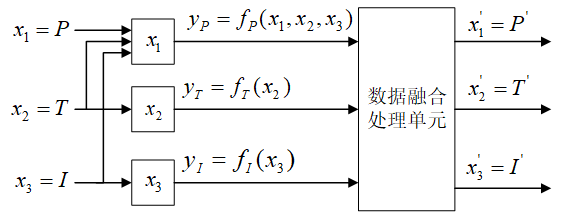 x₁ = P
x₁
y_P = f_P(x₁, x₂, x₃)
x₁' = P'
x₂ = T
x₂
y_T = f_T(x₂)
数据融合
处理单元
x₂' = T'
x₃ = I
x₃
y_I = f_I(x₃)
x₃' = I'